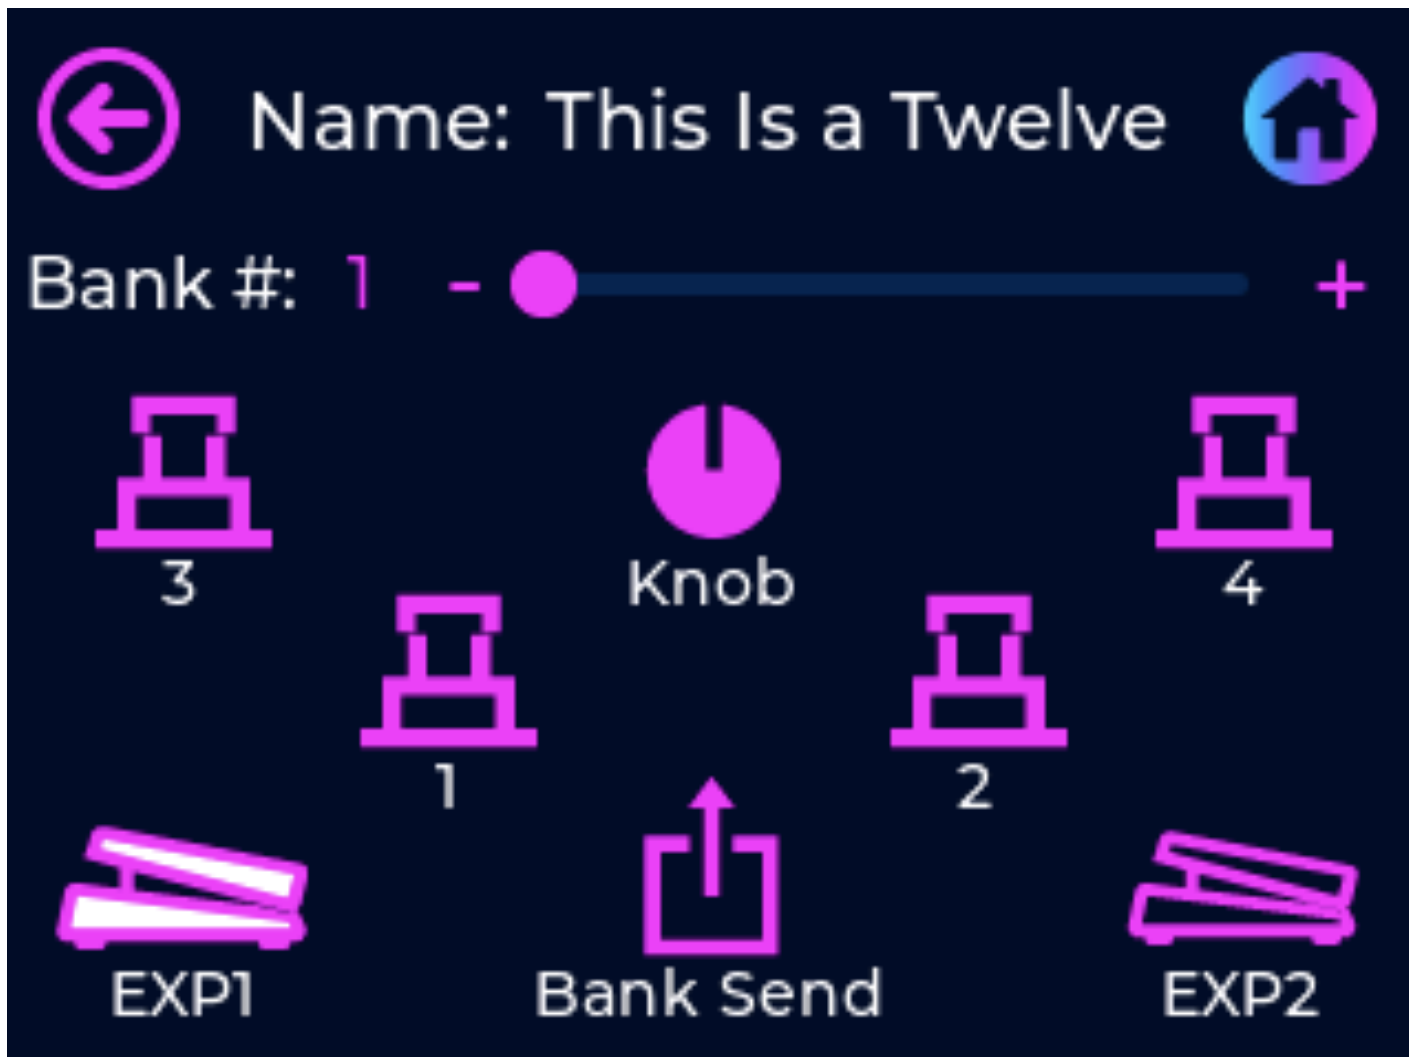 Name: This Is a Twelve
Bank #: 1 - +
3 Knob 4
1 2
EXP1 Bank Send EXP2